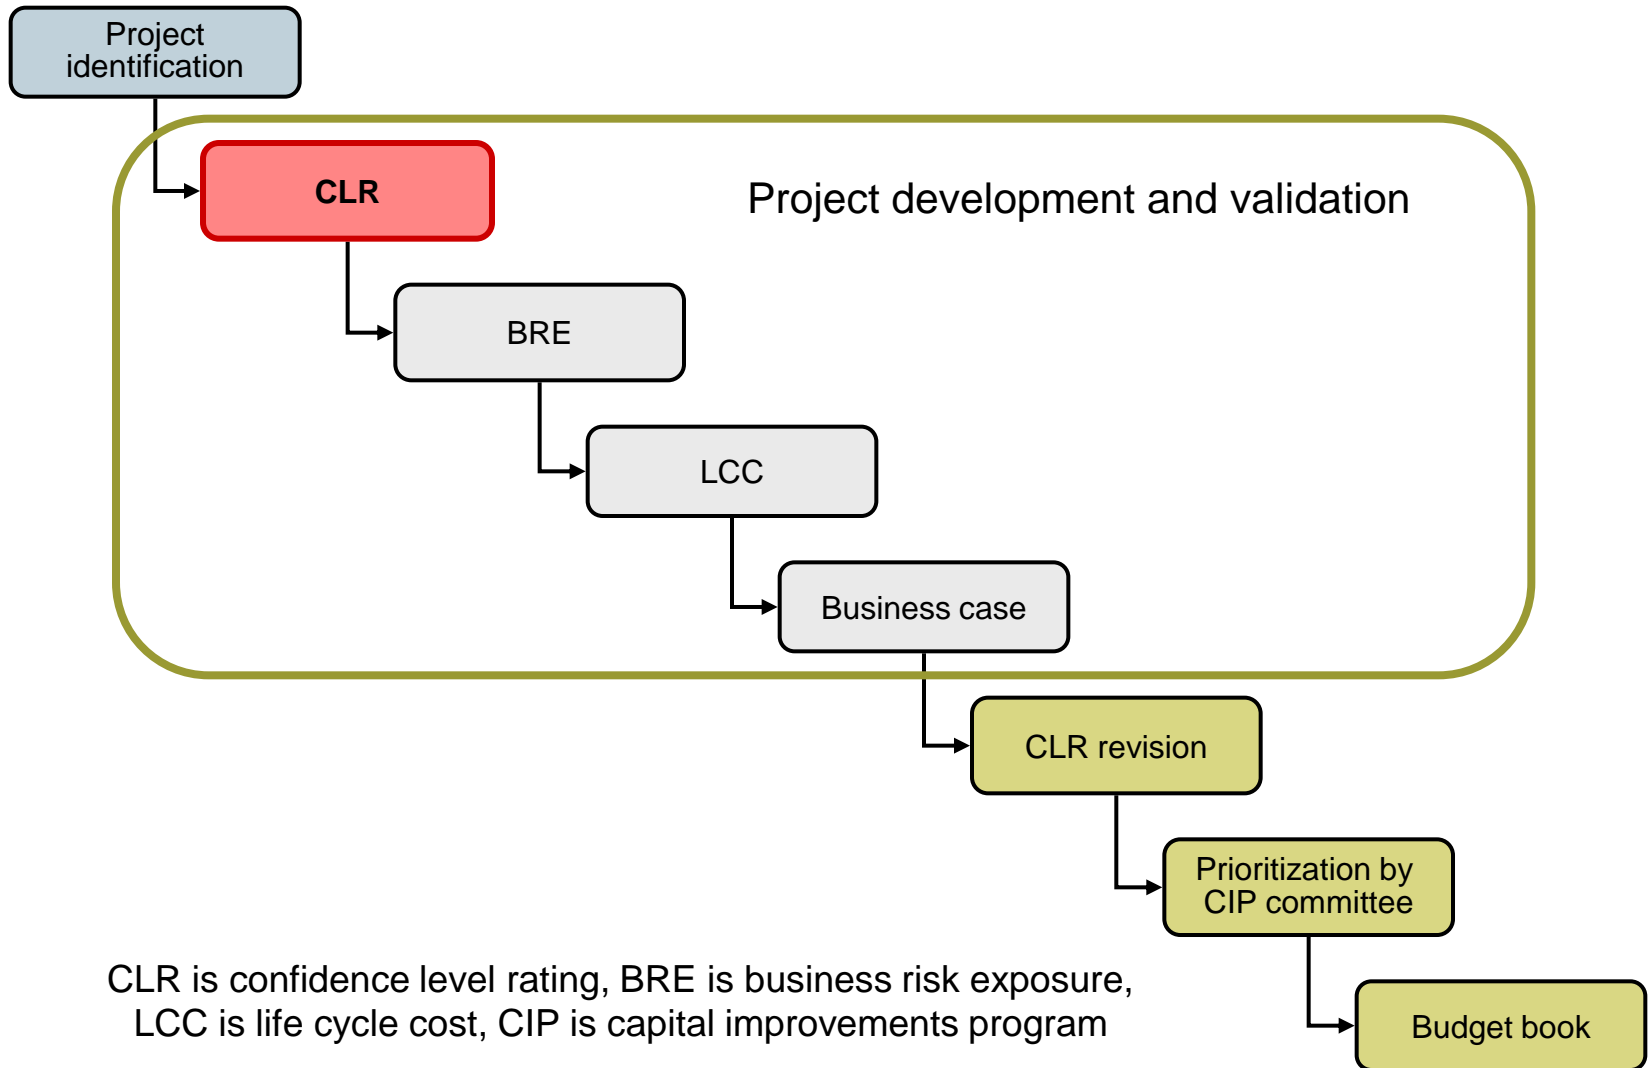 Project
identification
CLR
Project development and validation
BRE
LCC
Business case
CLR revision
Prioritization by
CIP committee
CLR is confidence level rating, BRE is business risk exposure,
LCC is life cycle cost, CIP is capital improvements program
Budget book